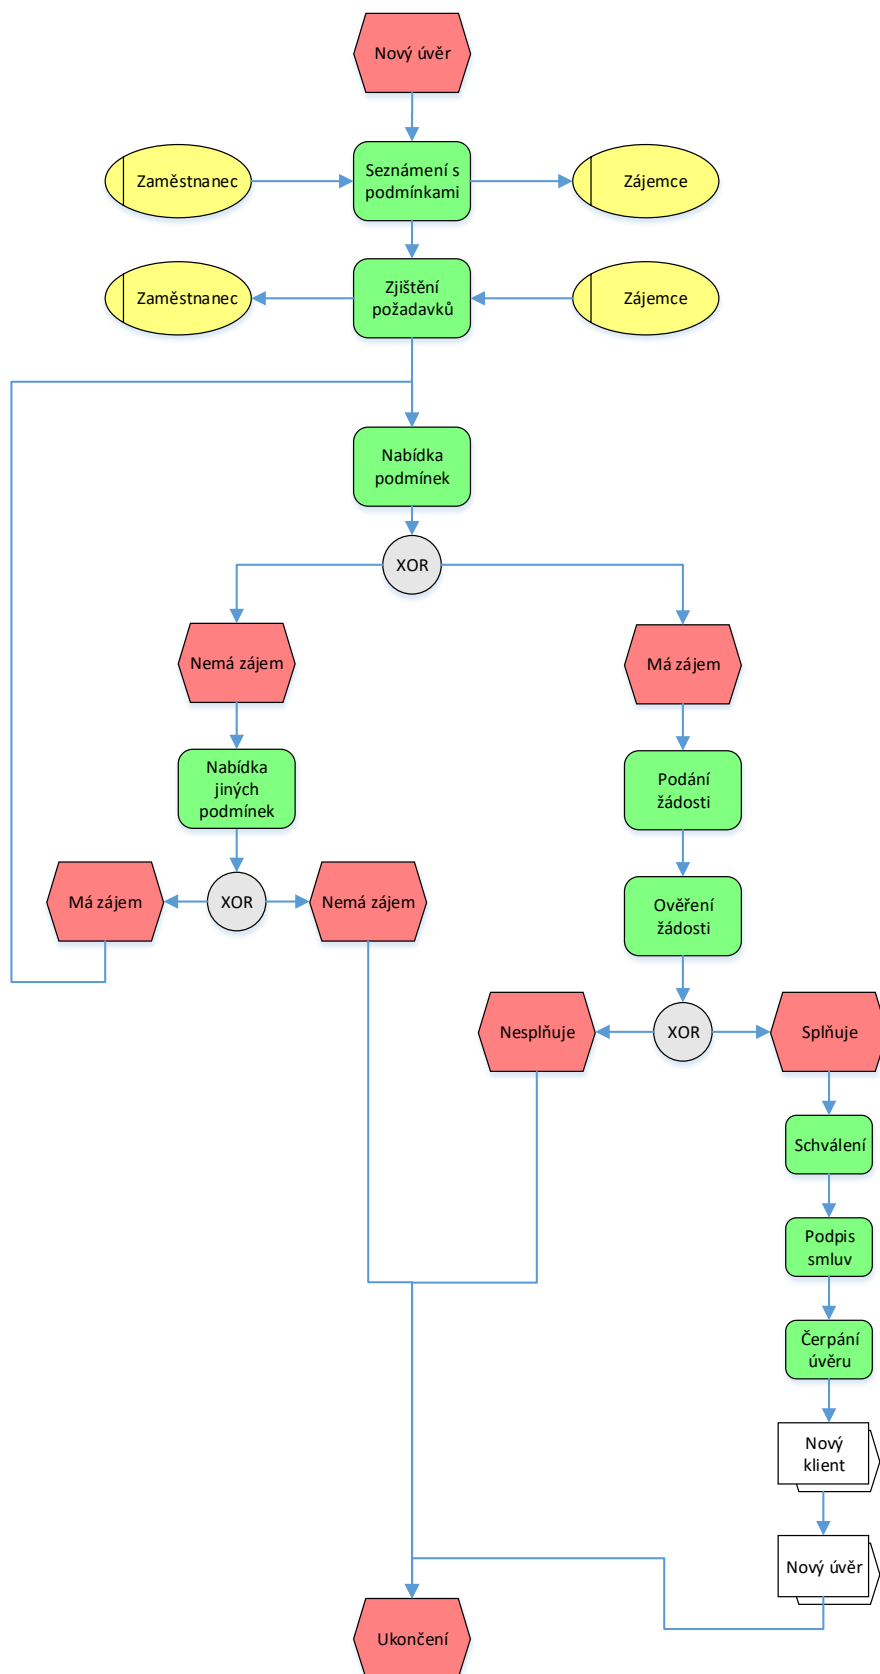 Nový úvěr
Zaměstnanec
Seznámení s
podmínkami
Zájemce
Zaměstnanec
Zjištění
požadavků
Zájemce
Nabídka
podmínek
XOR
Nemá zájem
Má zájem
Nabídka
jiných
podmínek
Podání
žádosti
Má zájem
XOR
Nemá zájem
Ověření
žádosti
Nesplňuje
XOR
Splňuje
Schválení
Podpis
smluv
Čerpání
úvěru
Nový
klient
Nový úvěr
Ukončení